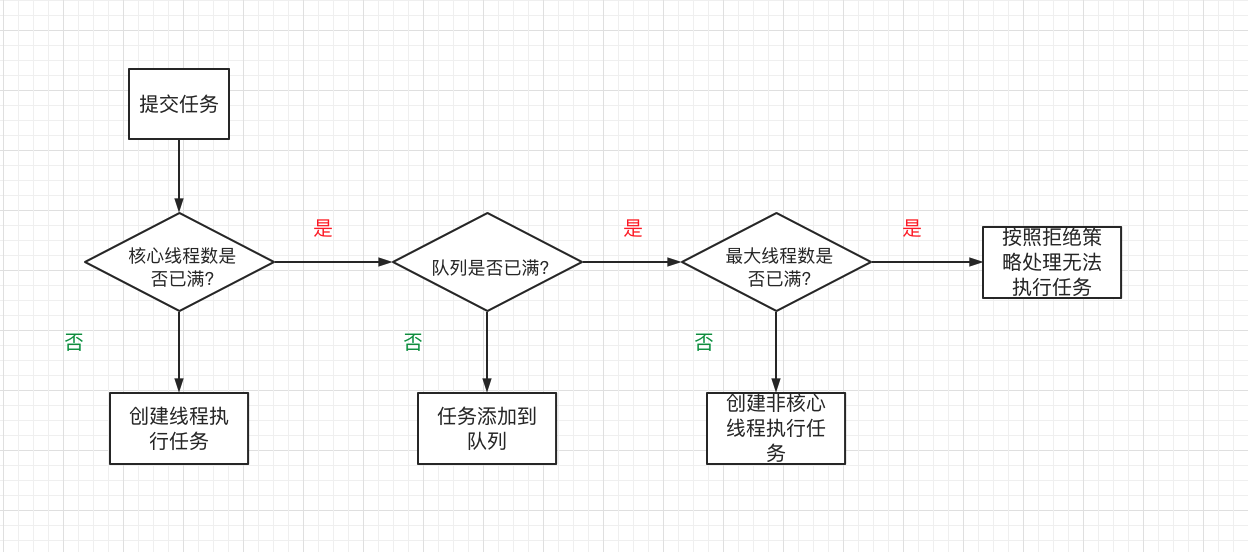 提交任务
核心线程数是
否已满?
是
队列是否已满?
是
最大线程数是
否已满?
是
按照拒绝策
略处理无法
执行任务
否
创建线程执
行任务
否
任务添加到
队列
否
创建非核心
线程执行任
务